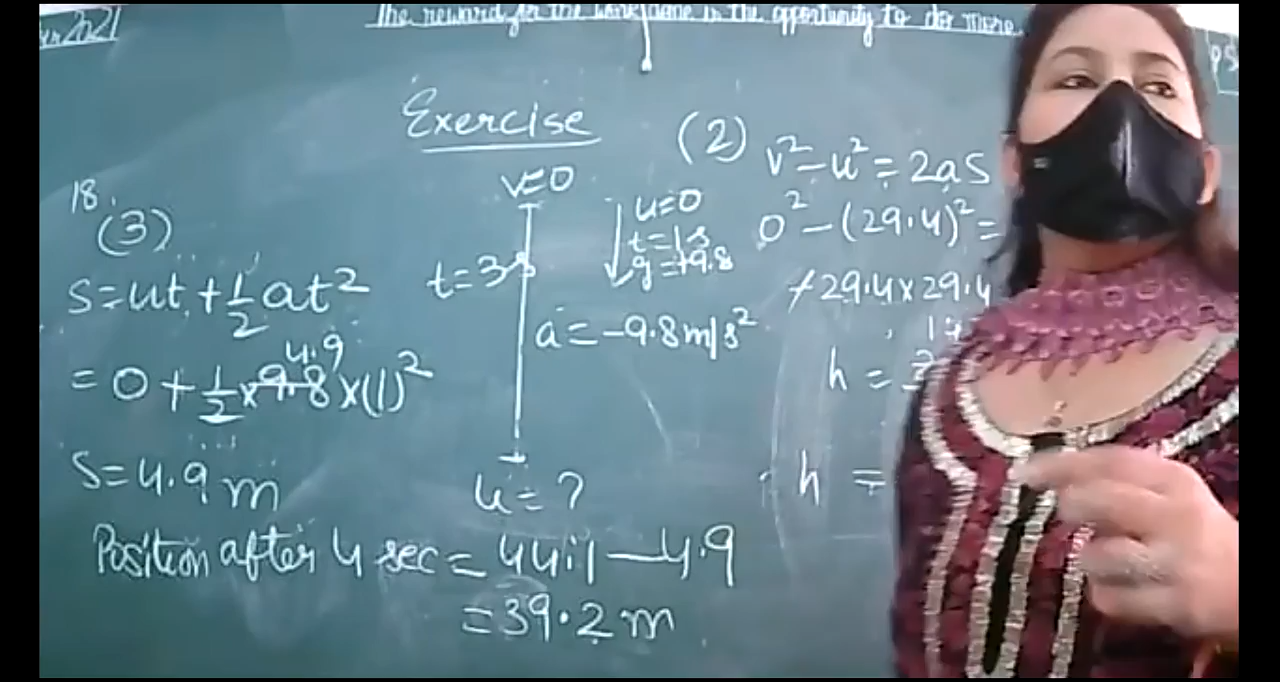 2021
The reward for the work done is the opportunity to do more.
Exercise
18.
(3)
S=ut+1/2at²
= 0+1/2×9.8×(1)²
4.9
S=4.9m
Position after 4 sec = 44.1-4.9
=39.2m
v=0
t=3s
u=0
t=1s
g=+9.8
a=-9.8m/s²
u=?
(2)
v²-u²=2as
0²-(29.4)²=
+29.4×29.4
h =
h =